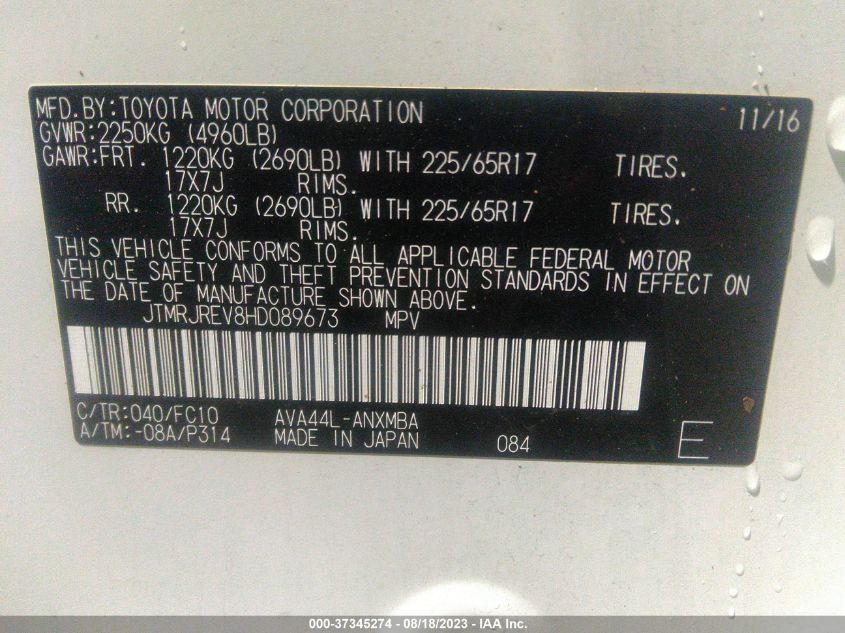 MFD.BY:TOYOTA MOTOR CORPORATION 11/16
GVWR:2250KG (4960LB)
GAWR:FRT. 1220KG (2690LB) WITH 225/65R17 TIRES.
17X7J RIMS.
RR. 1220KG (2690LB) WITH 225/65R17 TIRES.
17X7J RIMS.
THIS VEHICLE CONFORMS TO ALL APPLICABLE FEDERAL MOTOR
VEHICLE SAFETY AND THEFT PREVENTION STANDARDS IN EFFECT ON
THE DATE OF MANUFACTURE SHOWN ABOVE.
JTMRJREV8HD089673 MPV
C/TR:040/FC10 AVA44L-ANXMBA
A/TM:-08A/P314 MADE IN JAPAN 084 E
000-37345274 - 08/18/2023 - IAA Inc.